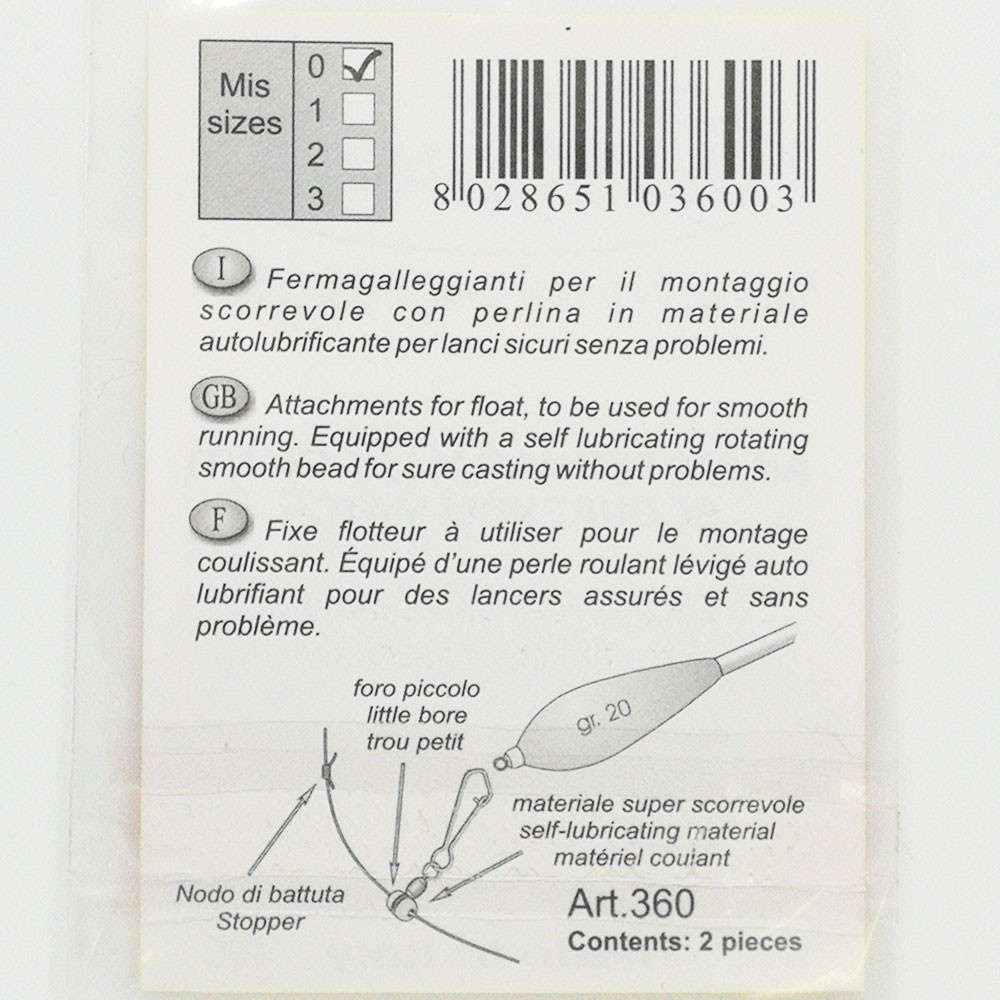 Mis
sizes
0
1
2
3
8 028651 036003
I Fermagalleggianti per il montaggio
scorrevole con perlina in materiale
autolubrificante per lanci sicuri senza problemi.
GB Attachments for float, to be used for smooth
running. Equipped with a self lubricating rotating
smooth bead for sure casting without problems.
F Fixe flotteur à utiliser pour le montage
coulissant. Équipé d'une perle roulant lévigé auto
lubrifiant pour des lancers assurés et sans
problème.
foro piccolo
little bore
trou petit
gr. 20
materiale super scorrevole
self-lubricating material
matériel coulant
Nodo di battuta
Stopper
Art.360
Contents: 2 pieces